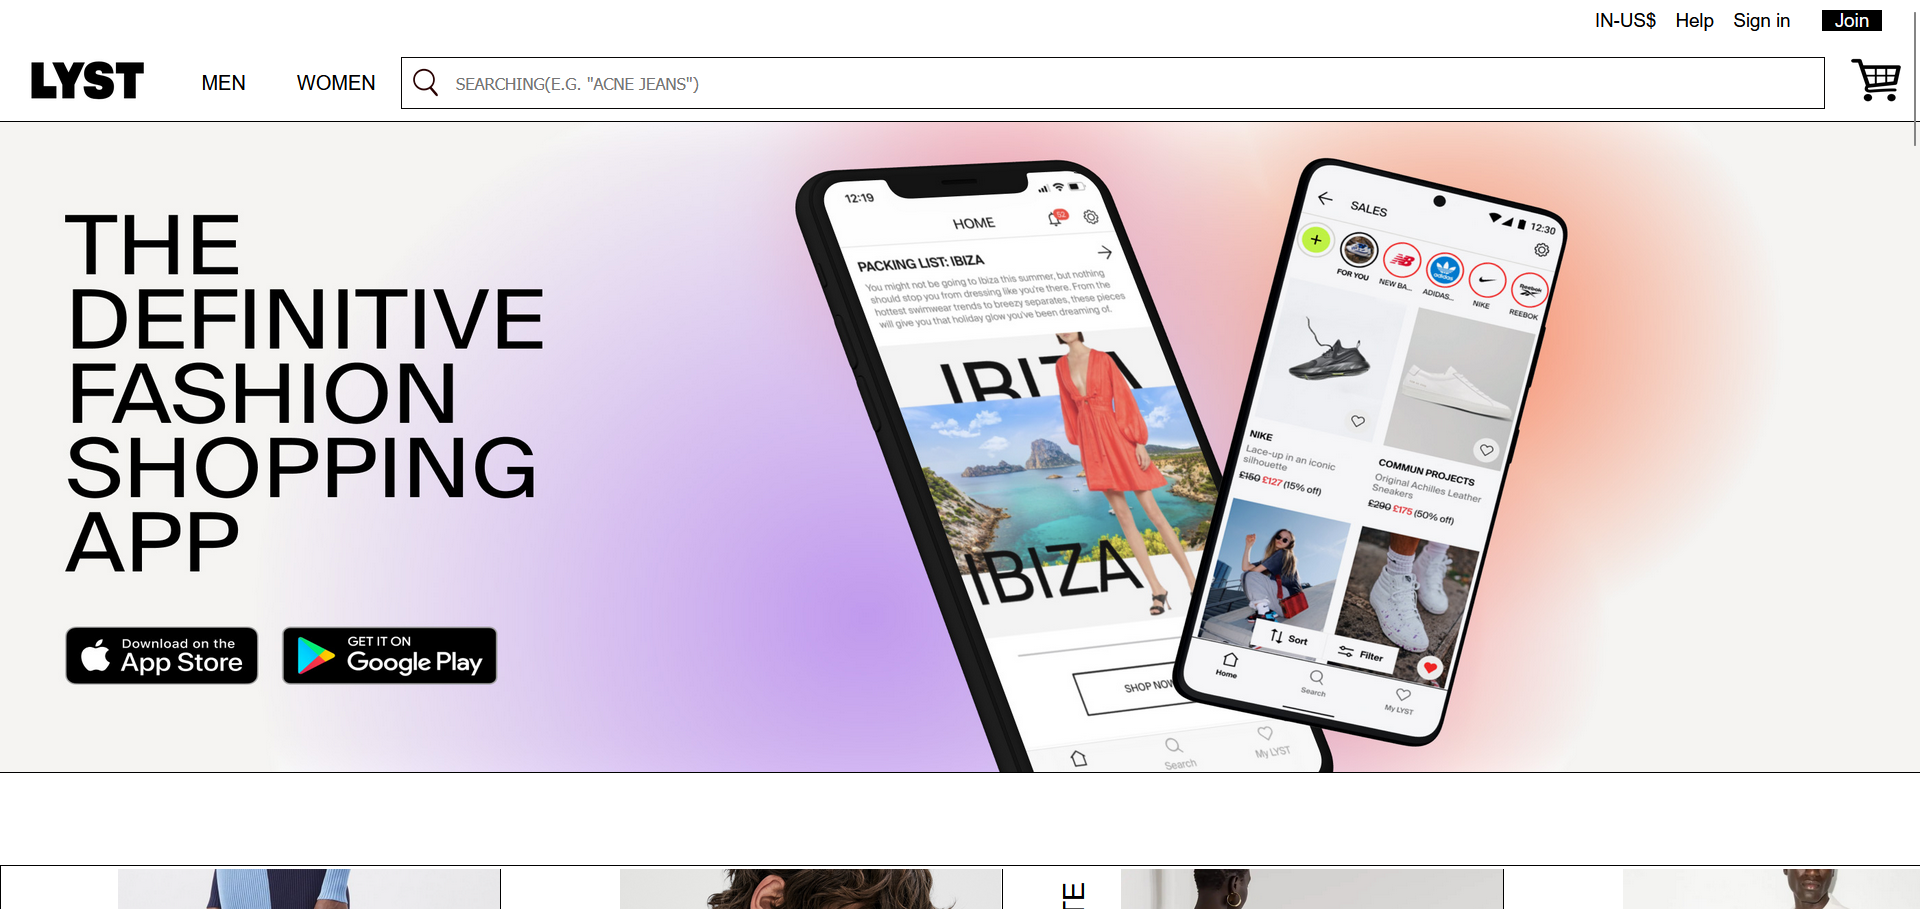 IN-US$ Help Sign in Join
LYST MEN WOMEN SEARCHING(E.G. "ACNE JEANS")
THE
DEFINITIVE
FASHION
SHOPPING
APP
Download on the
App Store
GET IT ON
Google Play
12:19
HOME
52
PACKING LIST: IBIZA
You might not be going to Ibiza this summer, but nothing
should stop you from dressing like you're there. From the
hottest swimwear trends to breezy separates, these pieces
will give you that holiday glow you've been dreaming of.
IBIZA
IBIZA
SHOP NOW
Search
My LYST
12:30
SALES
FOR YOU
NEW BA...
adidas
ADIDAS...
NIKE
Reebok
REEBOK
NIKE
Lace-up in an iconic
silhouette
£150 £127 (15% off)
COMMUN PROJECTS
Original Achilles Leather
Sneakers
£290 £175 (50% off)
Sort
Filter
Home
Search
My LYST